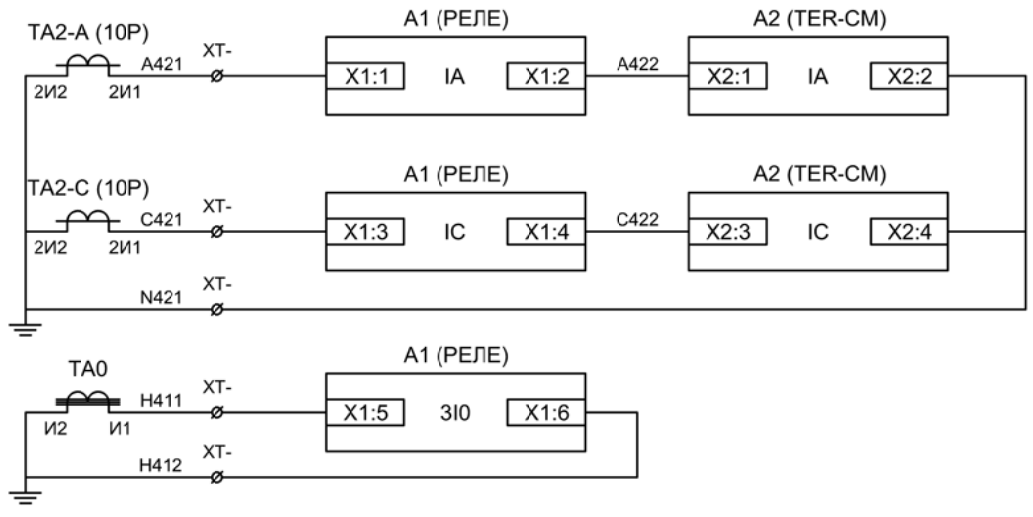 A1 (РЕЛЕ) A2 (TER-CM)
TA2-A (10P)
A421 XT- X1:1 IA X1:2 A422 X2:1 IA X2:2
2И2 2И1
A1 (РЕЛЕ) A2 (TER-CM)
TA2-C (10P)
C421 XT- X1:3 IC X1:4 C422 X2:3 IC X2:4
2И2 2И1
N421 XT-
A1 (РЕЛЕ)
TA0
H411 XT- X1:5 3I0 X1:6
И2 И1
H412 XT-